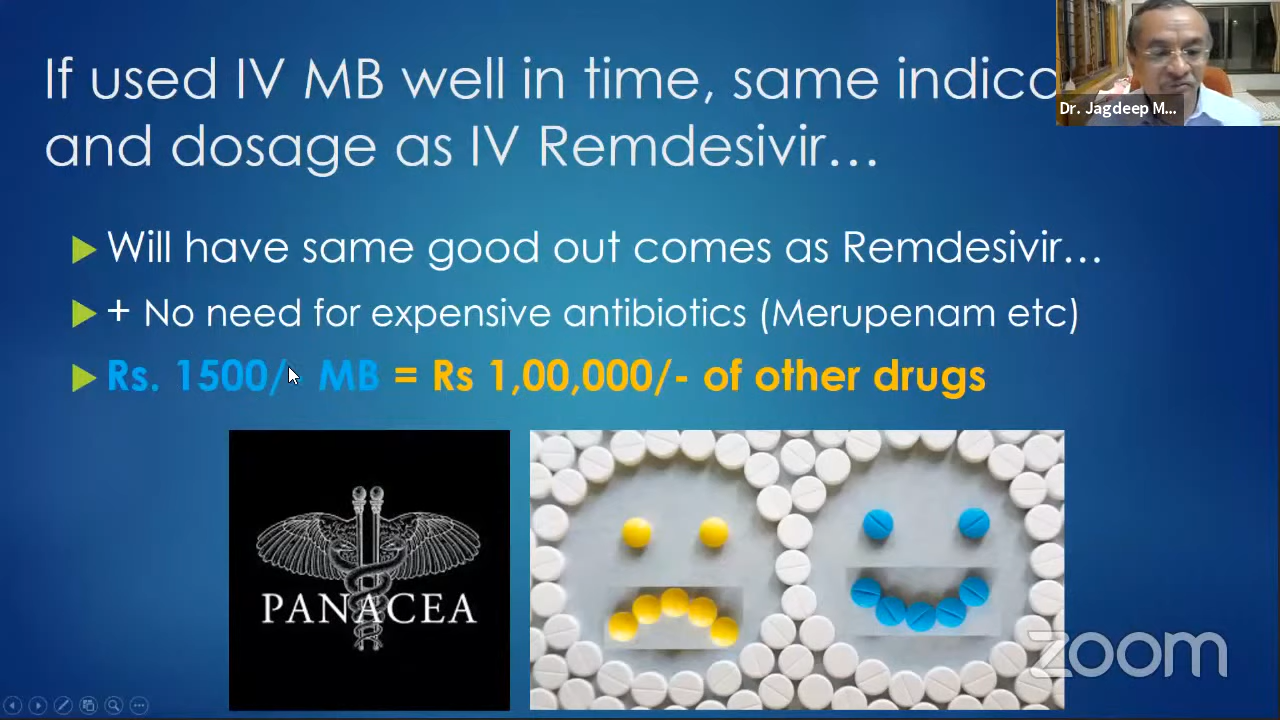 If used IV MB well in time, same indica
and dosage as IV Remdesivir...
Dr. Jagdeep M...
Will have same good out comes as Remdesivir...
+ No need for expensive antibiotics (Merupenam etc)
Rs. 1500/- MB = Rs 1,00,000/- of other drugs
PANACEA
zoom